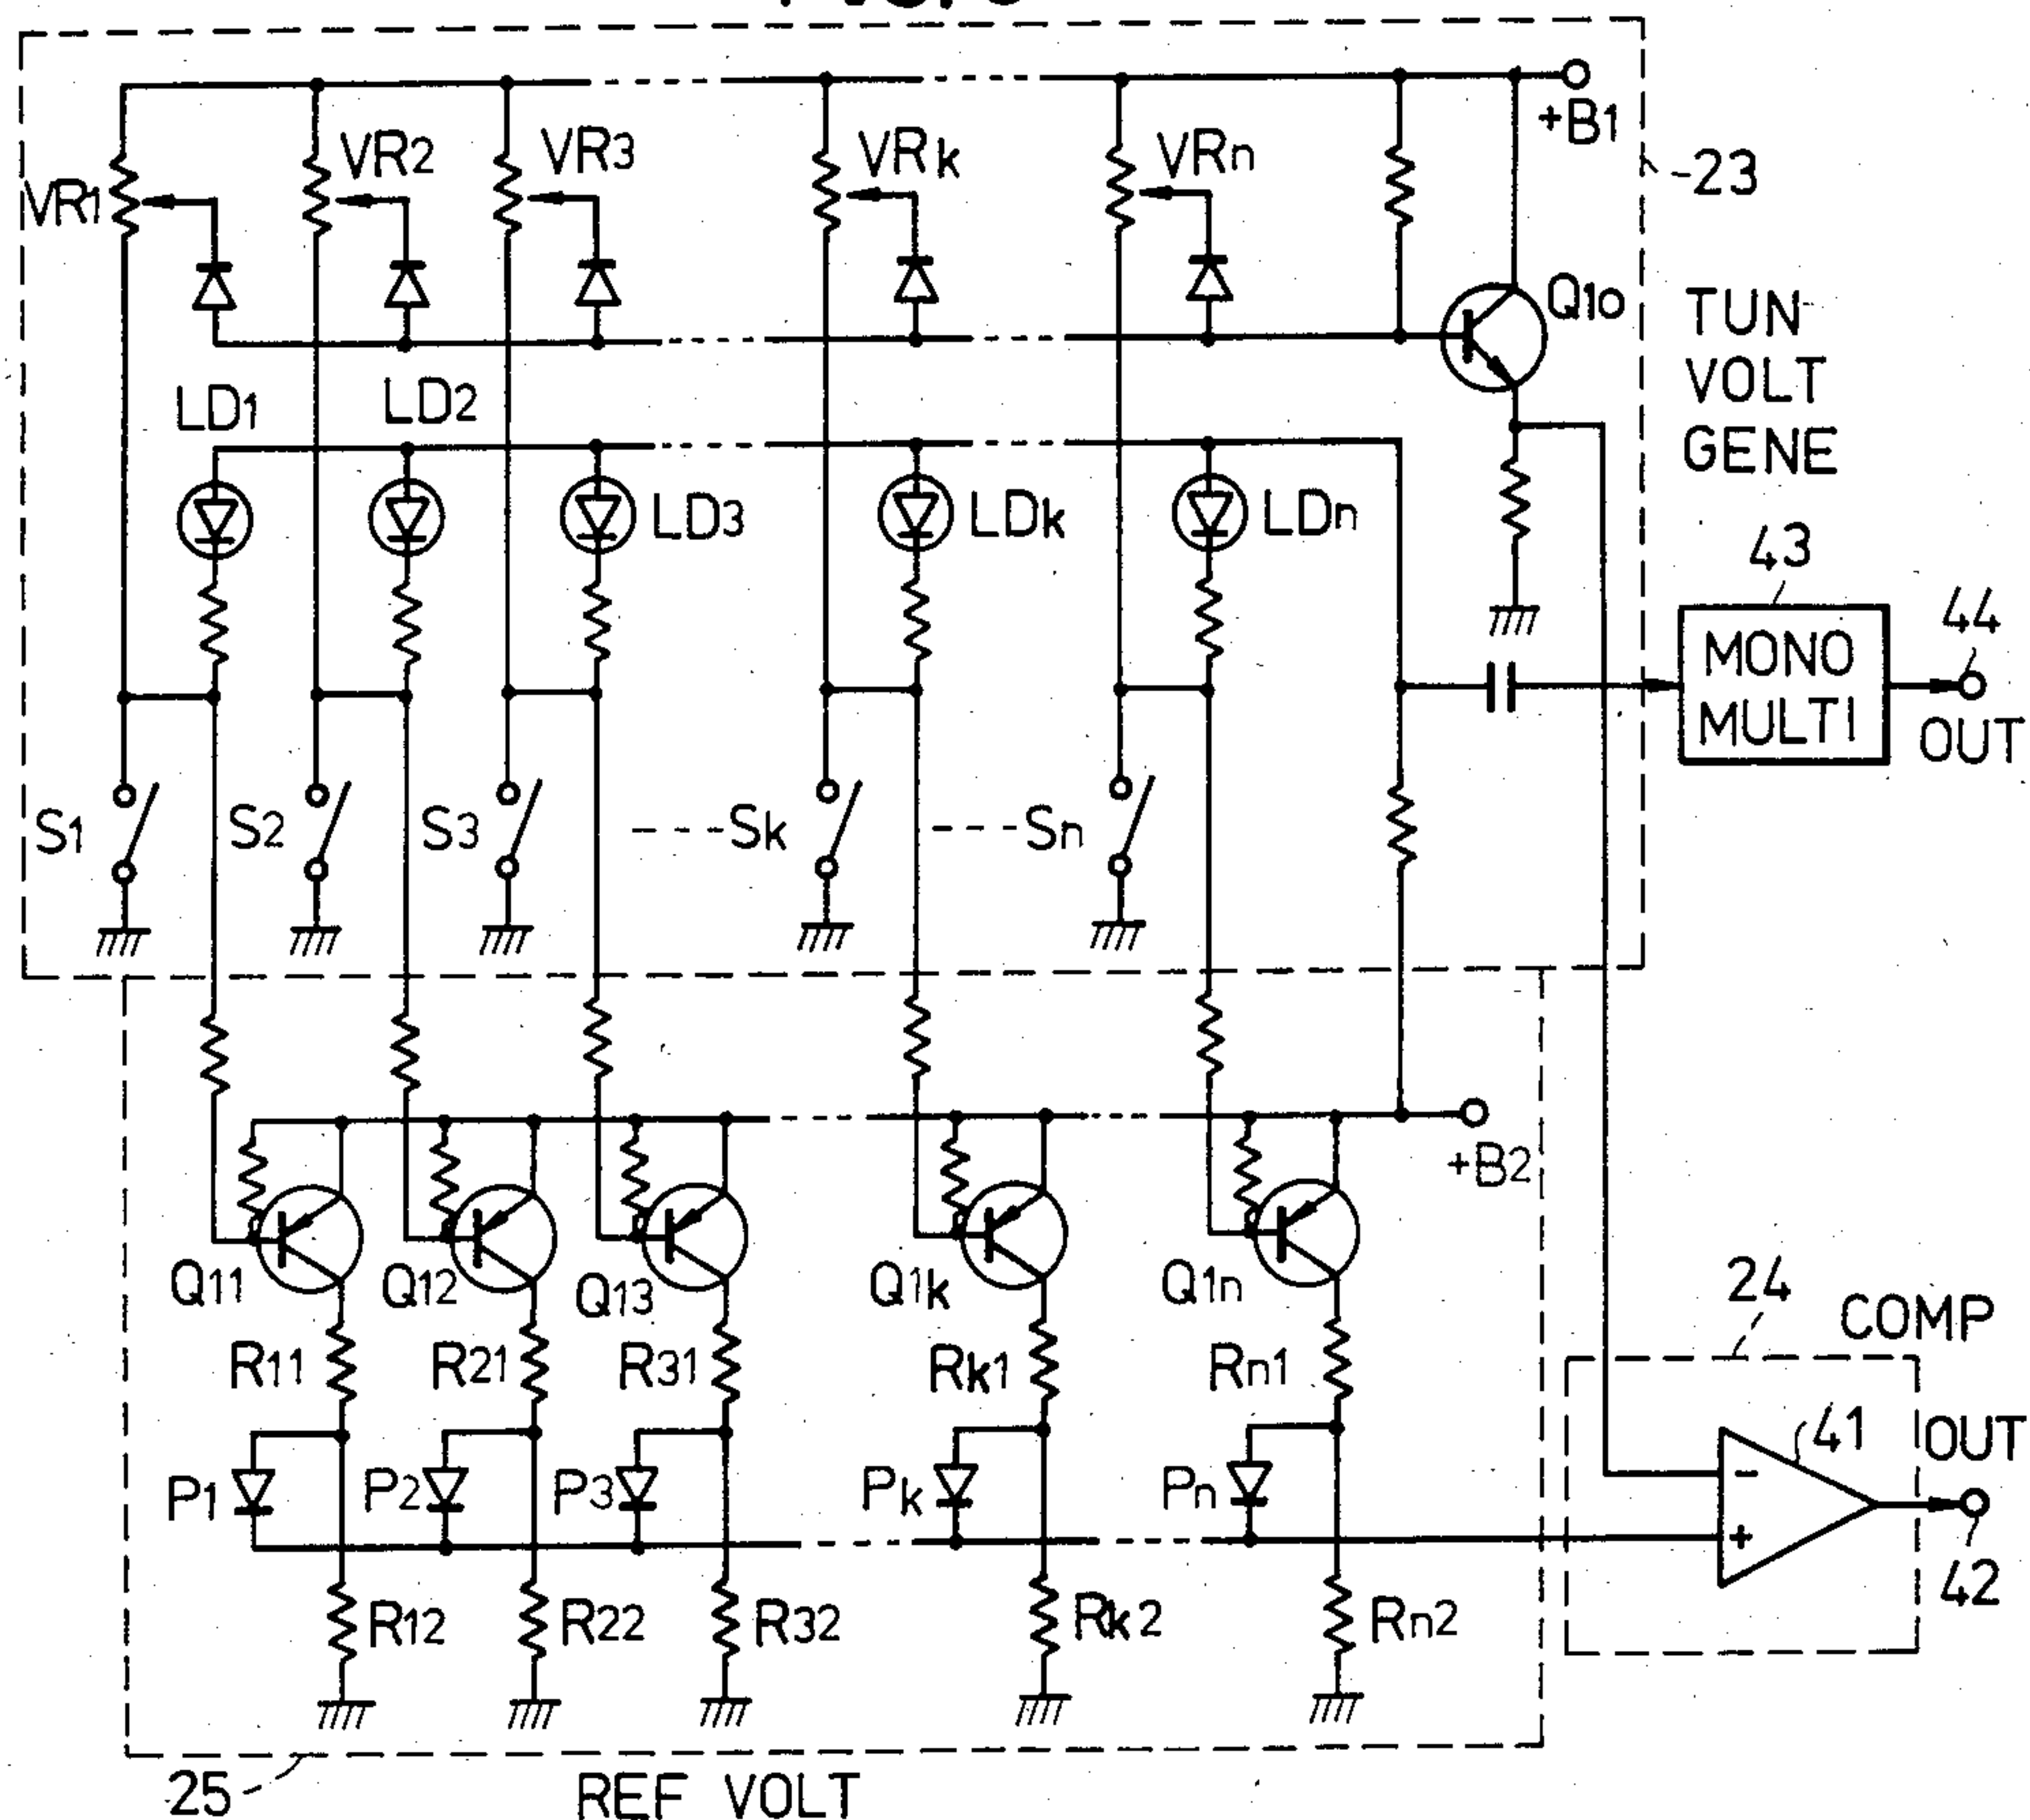 +B1
VR1
VR2
VR3
VRk
VRn
23
Q10
TUN
VOLT
GENE
LD1
LD2
LD3
LDk
LDn
43
MONO
MULTI
44
OUT
S1
S2
S3
Sk
Sn
+B2
Q11
Q12
Q13
Q1k
Q1n
24
COMP
R11
R21
R31
Rk1
Rn1
41
OUT
P1
P2
P3
Pk
Pn
-
+
42
R12
R22
R32
Rk2
Rn2
25
REF VOLT